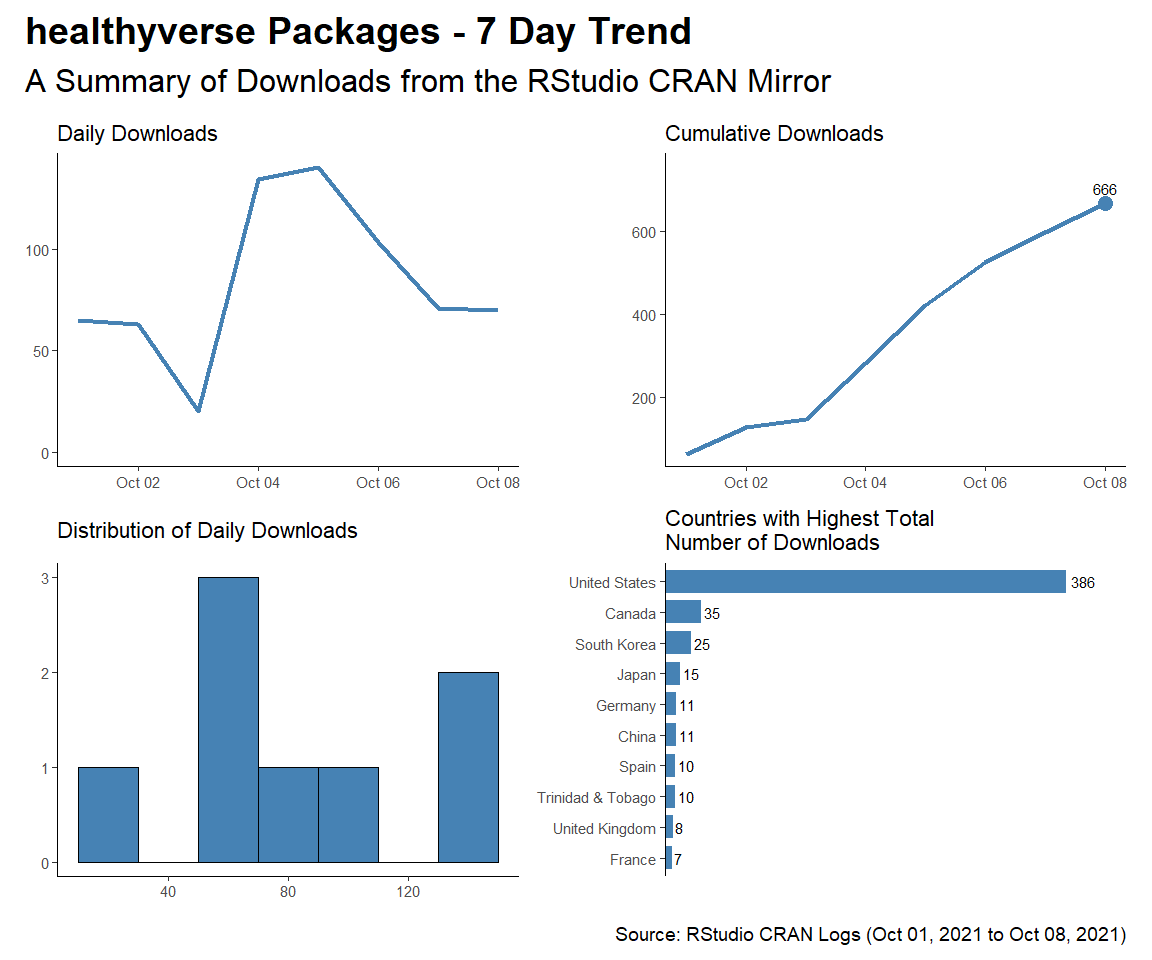 healthyverse Packages - 7 Day Trend
A Summary of Downloads from the RStudio CRAN Mirror
Daily Downloads
100
50
0
Oct 02 Oct 04 Oct 06 Oct 08
Cumulative Downloads
666
600
400
200
Oct 02 Oct 04 Oct 06 Oct 08
Distribution of Daily Downloads
3
2
1
0
40 80 120
Countries with Highest Total
Number of Downloads
United States 386
Canada 35
South Korea 25
Japan 15
Germany 11
China 11
Spain 10
Trinidad & Tobago 10
United Kingdom 8
France 7
Source: RStudio CRAN Logs (Oct 01, 2021 to Oct 08, 2021)